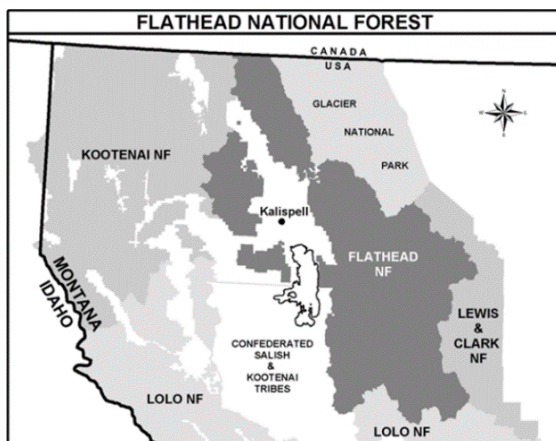 FLATHEAD NATIONAL FOREST
CANADA
USA
GLACIER
NATIONAL
PARK
N
W
E
S
KOOTENAI NF
Kalispell
FLATHEAD
NF
MONTANA
IDAHO
LEWIS
&
CLARK
NF
CONFEDERATED
SALISH
&
KOOTENAI
TRIBES
LOLO NF
LOLO NF